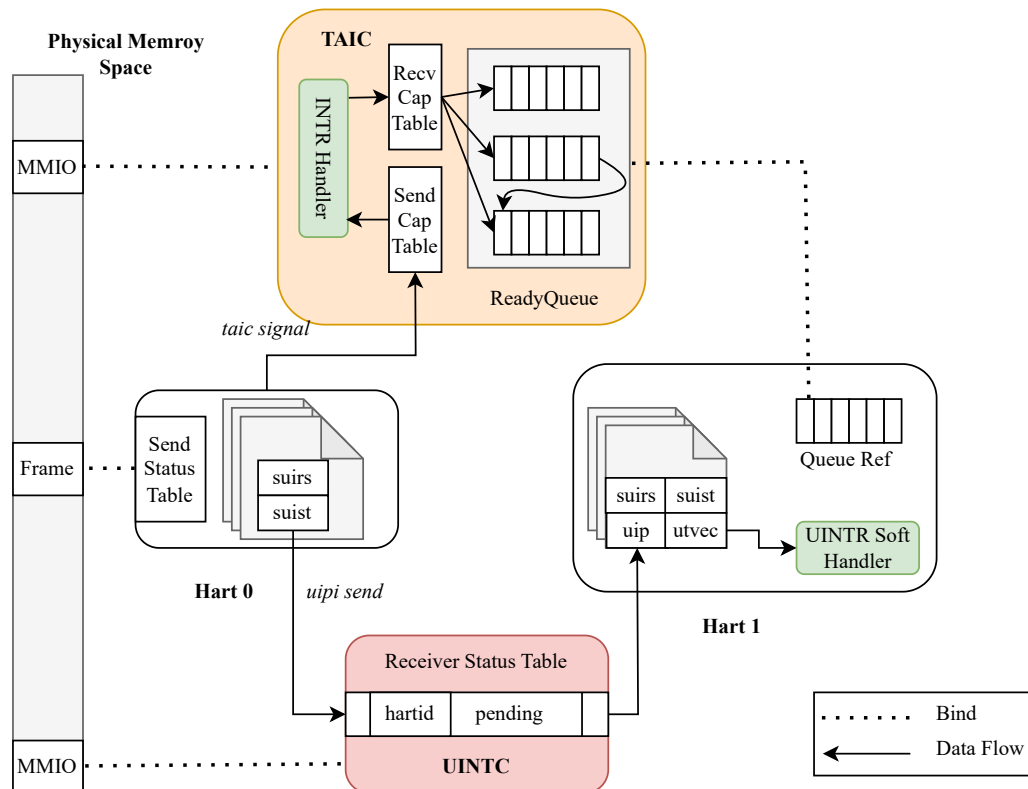 Physical Memroy
Space
TAIC
Recv
Cap
Table
INTR Handler
MMIO
Send
Cap
Table
ReadyQueue
taic signal
Send
Status
Table
Frame
suirs
suist
Queue Ref
suirs suist
uip utvec
UINTR Soft
Handler
Hart 0
uipi send
Hart 1
Receiver Status Table
hartid pending
UINTC
MMIO
Bind
Data Flow